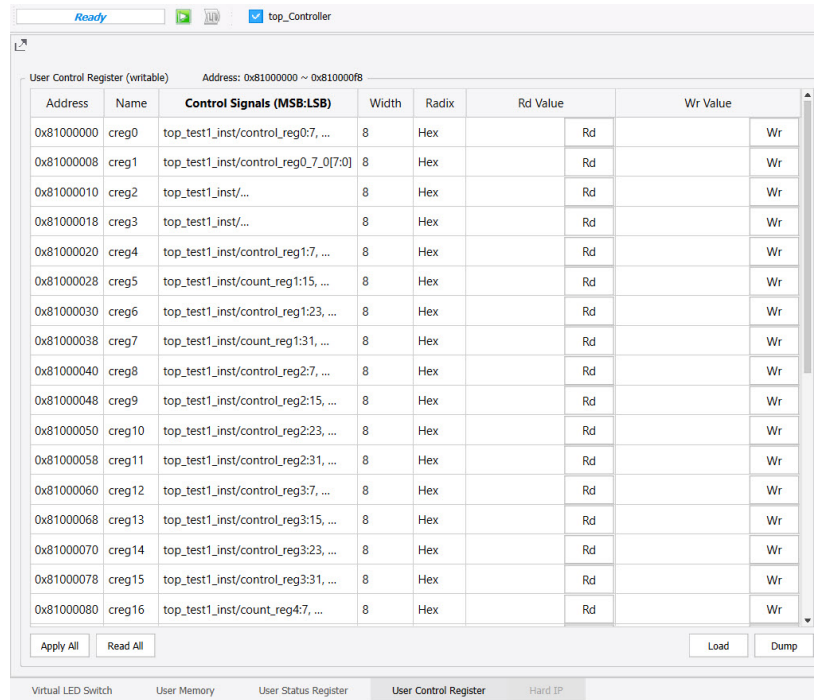 Ready top_Controller
User Control Register (writable) Address: 0x81000000 ~ 0x810000f8
Address Name Control Signals (MSB:LSB) Width Radix Rd Value Wr Value
0x81000000 creg0 top_test1_inst/control_reg0:7, ... 8 Hex Rd Wr
0x81000008 creg1 top_test1_inst/control_reg0_7_0[7:0] 8 Hex Rd Wr
0x81000010 creg2 top_test1_inst/... 8 Hex Rd Wr
0x81000018 creg3 top_test1_inst/... 8 Hex Rd Wr
0x81000020 creg4 top_test1_inst/control_reg1:7, ... 8 Hex Rd Wr
0x81000028 creg5 top_test1_inst/count_reg1:15, ... 8 Hex Rd Wr
0x81000030 creg6 top_test1_inst/control_reg1:23, ... 8 Hex Rd Wr
0x81000038 creg7 top_test1_inst/count_reg1:31, ... 8 Hex Rd Wr
0x81000040 creg8 top_test1_inst/control_reg2:7, ... 8 Hex Rd Wr
0x81000048 creg9 top_test1_inst/control_reg2:15, ... 8 Hex Rd Wr
0x81000050 creg10 top_test1_inst/control_reg2:23, ... 8 Hex Rd Wr
0x81000058 creg11 top_test1_inst/control_reg2:31, ... 8 Hex Rd Wr
0x81000060 creg12 top_test1_inst/control_reg3:7, ... 8 Hex Rd Wr
0x81000068 creg13 top_test1_inst/control_reg3:15, ... 8 Hex Rd Wr
0x81000070 creg14 top_test1_inst/control_reg3:23, ... 8 Hex Rd Wr
0x81000078 creg15 top_test1_inst/control_reg3:31, ... 8 Hex Rd Wr
0x81000080 creg16 top_test1_inst/count_reg4:7, ... 8 Hex Rd Wr
Apply All Read All Load Dump
Virtual LED Switch User Memory User Status Register User Control Register Hard IP